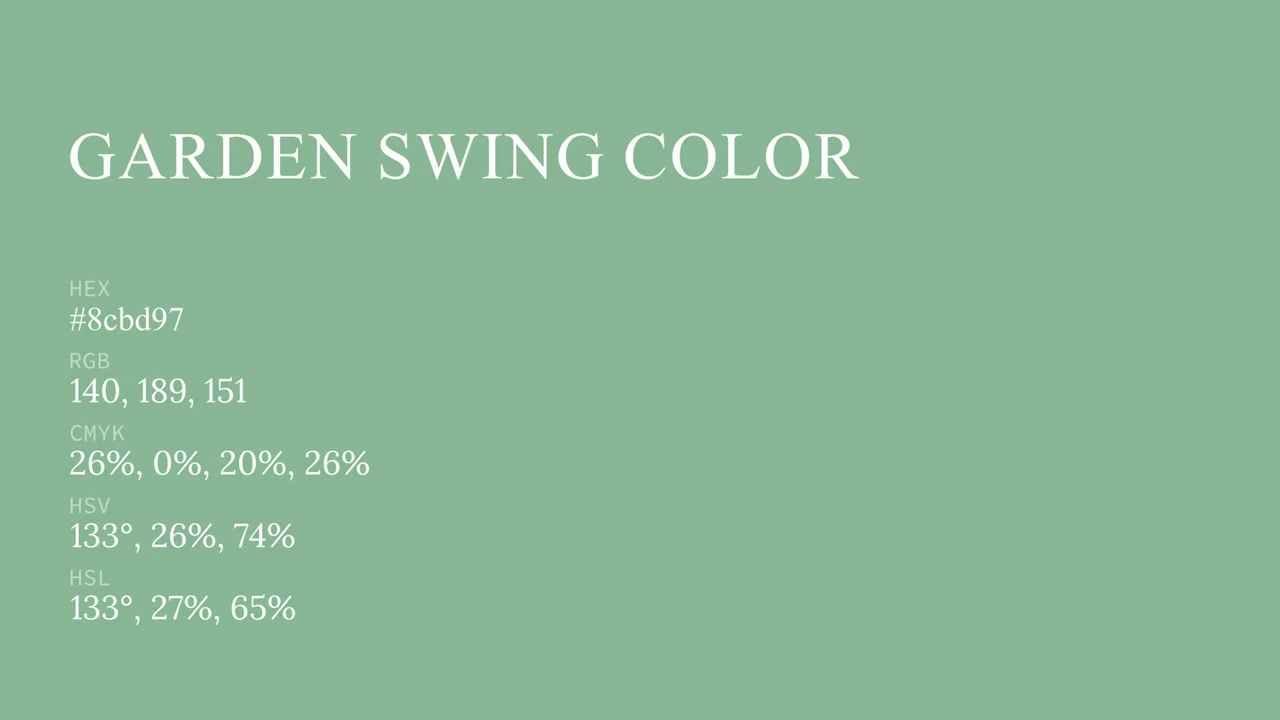 GARDEN SWING COLOR
HEX
#8cbd97
RGB
140, 189, 151
CMYK
26%, 0%, 20%, 26%
HSV
133°, 26%, 74%
HSL
133°, 27%, 65%